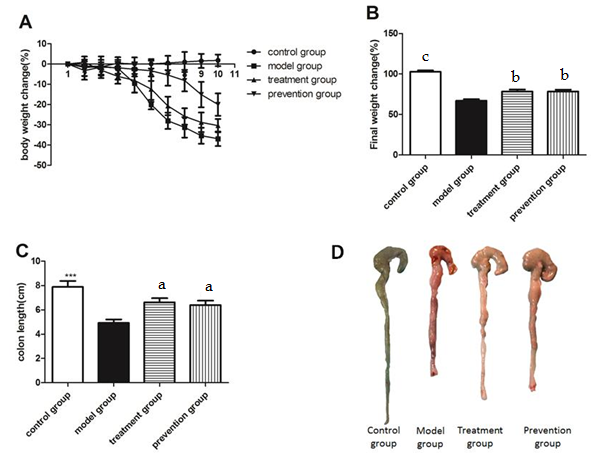 A
body weight change(%)
10
0
-10
-20
-30
-40
-50
1
8
9
10
11
control group
model group
treatment group
prevention group
B
Final weight change(%)
150
100
50
0
c
b
b
control group
model group
treatment group
prevention group
C
colon length(cm)
10
8
6
4
2
0
***
a
a
control group
model group
treatment group
prevention group
D
Control
group
Model
group
Treatment
group
Prevention
group